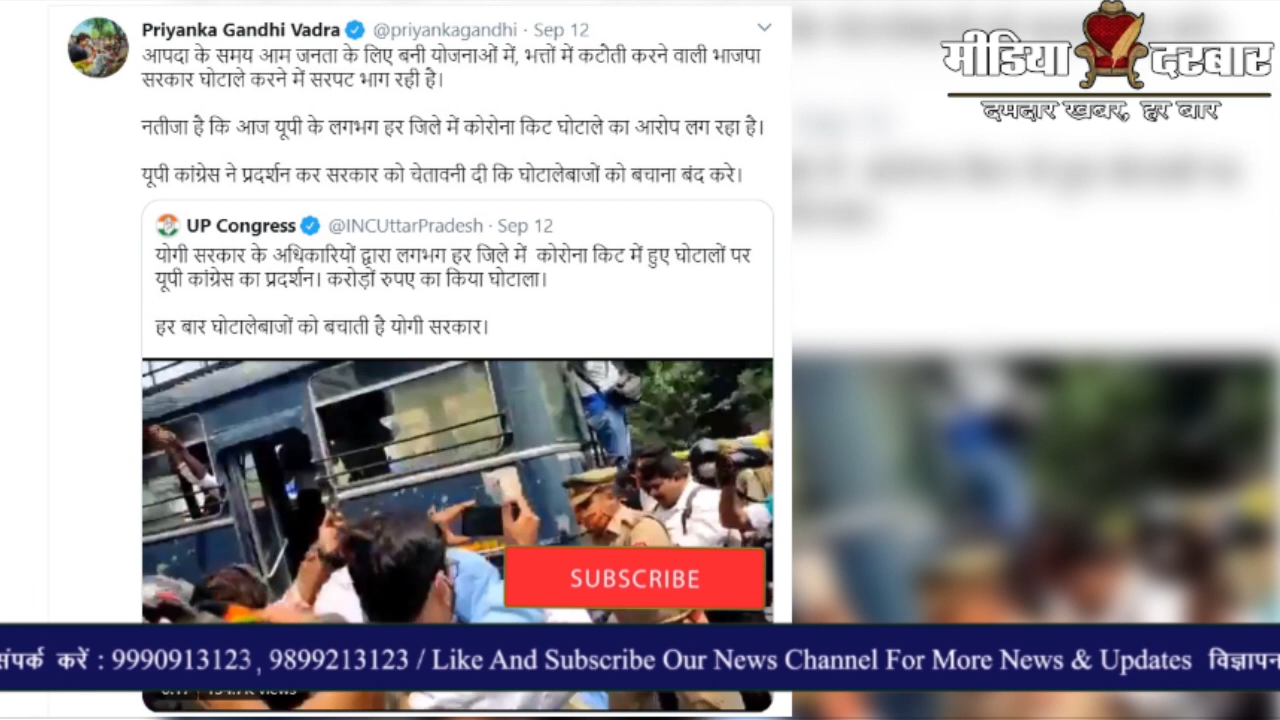 Priyanka Gandhi Vadra @priyankagandhi · Sep 12
आपदा के समय आम जनता के लिए बनी योजनाओं में, भत्तों में कटौती करने वाली भाजपा
सरकार घोटाले करने में सरपट भाग रही है।
नतीजा है कि आज यूपी के लगभग हर जिले में कोरोना किट घोटाले का आरोप लग रहा है।
यूपी कांग्रेस ने प्रदर्शन कर सरकार को चेतावनी दी कि घोटालेबाजों को बचाना बंद करे।
UP Congress @INCUttarPradesh · Sep 12
योगी सरकार के अधिकारियों द्वारा लगभग हर जिले में कोरोना किट में हुए घोटालों पर
यूपी कांग्रेस का प्रदर्शन। करोड़ों रुपए का किया घोटाला।
हर बार घोटालेबाजों को बचाती है योगी सरकार।
मीडिया दरबार
दमदार ख़बर, हर बार
SUBSCRIBE
संपर्क करें : 9990913123, 9899213123 / Like And Subscribe Our News Channel For More News & Updates विज्ञापन